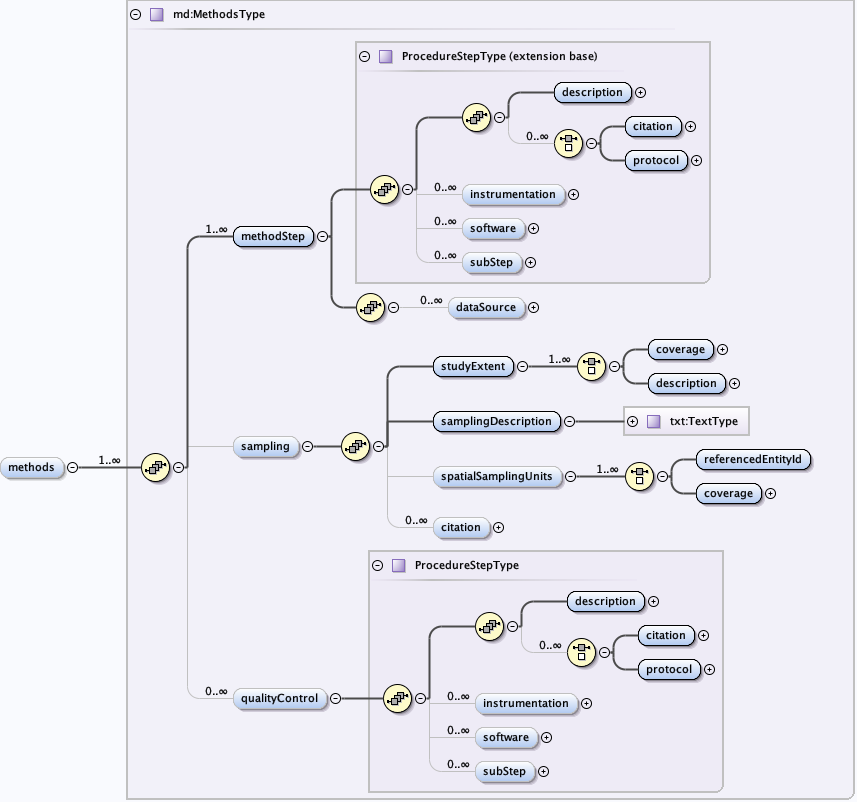 md:MethodsType
ProcedureStepType (extension base)
description
0..∞
citation
protocol
0..∞
instrumentation
0..∞
software
0..∞
subStep
1..∞
methodStep
0..∞
dataSource
studyExtent
1..∞
coverage
description
samplingDescription
txt:TextType
sampling
methods
1..∞
spatialSamplingUnits
1..∞
referencedEntityId
coverage
0..∞
citation
ProcedureStepType
description
0..∞
citation
protocol
0..∞
qualityControl
0..∞
instrumentation
0..∞
software
0..∞
subStep